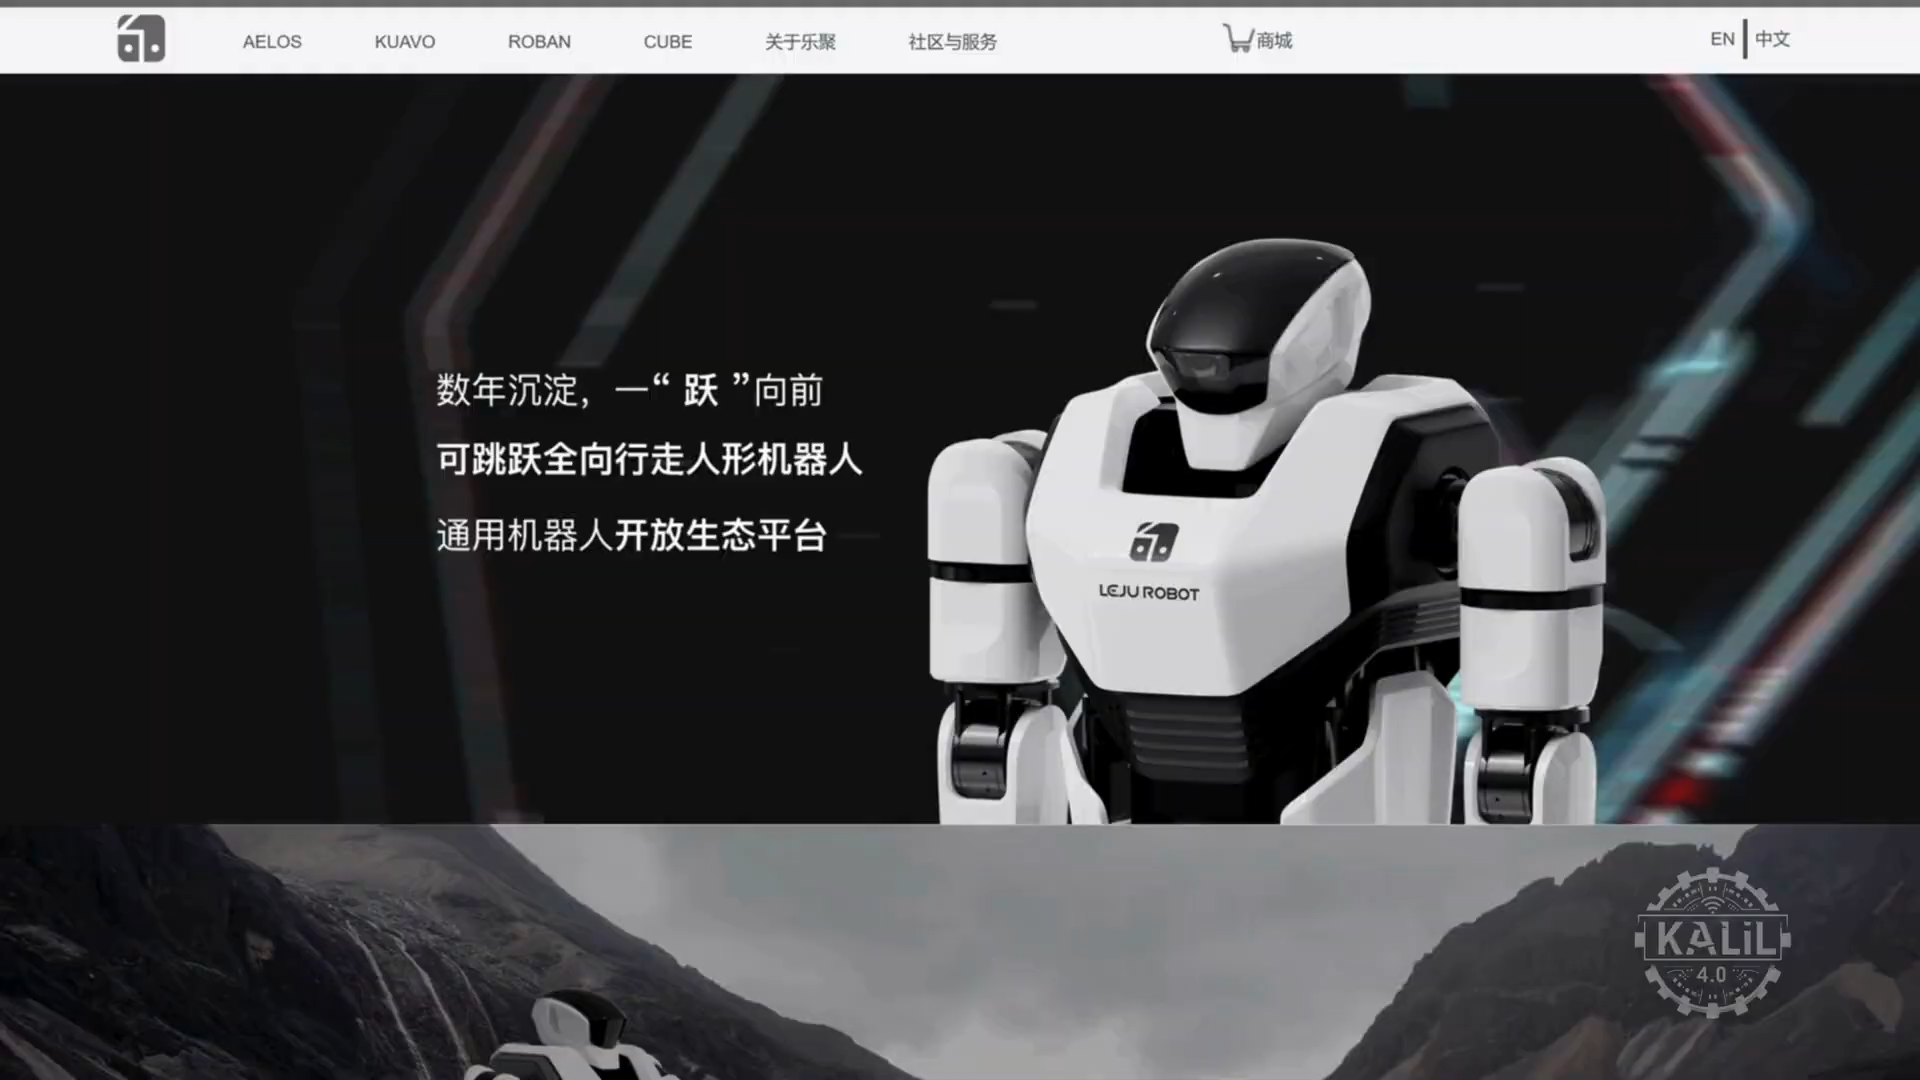 AELOS
KUAVO
ROBAN
CUBE
关于乐聚
社区与服务
商城
EN
中文
数年沉淀，一“ 跃 ”向前
可跳跃全向行走人形机器人
通用机器人开放生态平台
LEJU ROBOT
KALIL
4.0